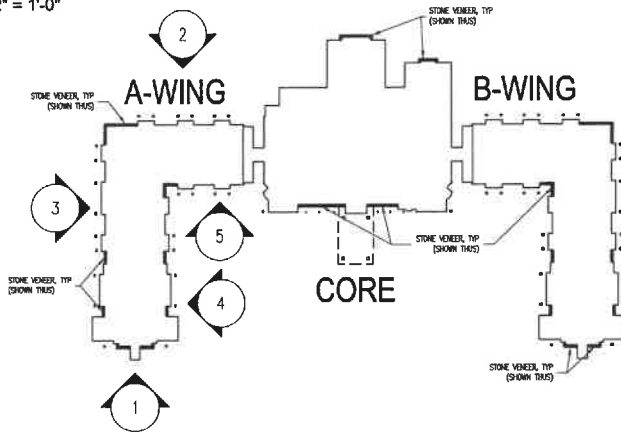 " = 1'-0"
2
STONE VENEER, TYP
(SHOWN THUS)
STONE VENEER, TYP
(SHOWN THUS)
A-WING
B-WING
3
5
STONE VENEER, TYP
(SHOWN THUS)
STONE VENEER, TYP
(SHOWN THUS)
CORE
4
STONE VENEER, TYP
(SHOWN THUS)
1